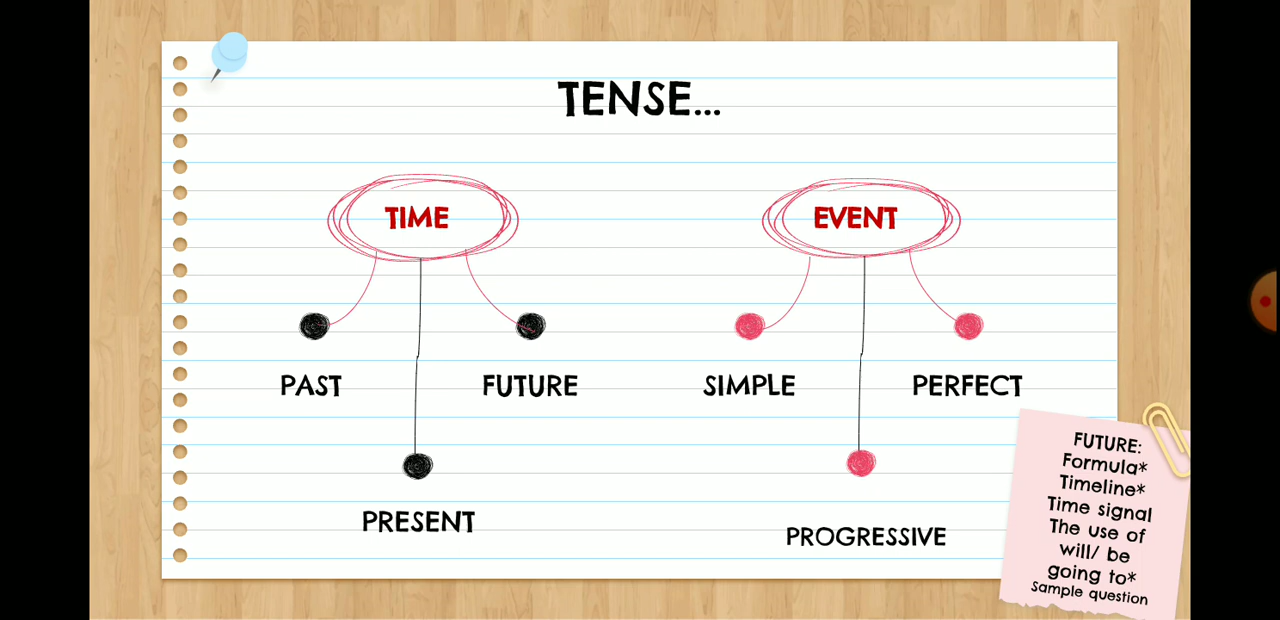 TENSE...
TIME
EVENT
PAST
FUTURE
SIMPLE
PERFECT
PRESENT
PROGRESSIVE
FUTURE:
Formula*
Timeline*
Time signal
The use of
will/ be
going to*
Sample question